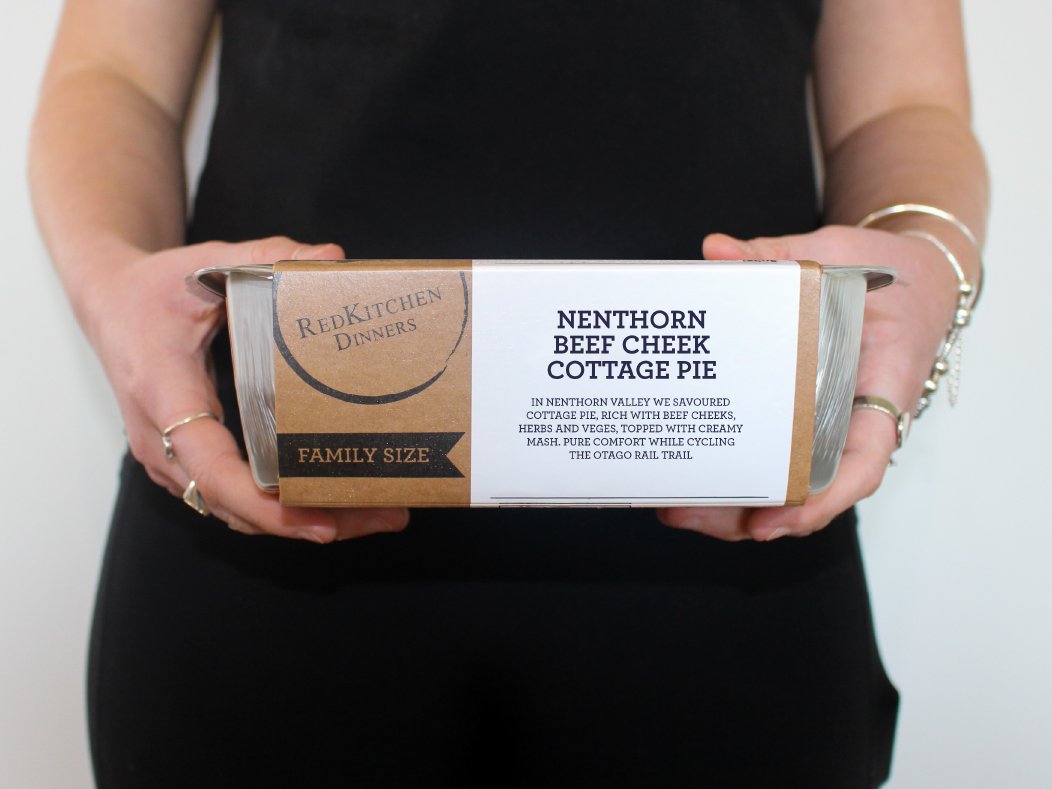 REDKITCHEN
DINNERS
FAMILY SIZE
NENTHORN
BEEF CHEEK
COTTAGE PIE
IN NENTHORN VALLEY WE SAVOURED
COTTAGE PIE, RICH WITH BEEF CHEEKS,
HERBS AND VEGES, TOPPED WITH CREAMY
MASH. PURE COMFORT WHILE CYCLING
THE OTAGO RAIL TRAIL